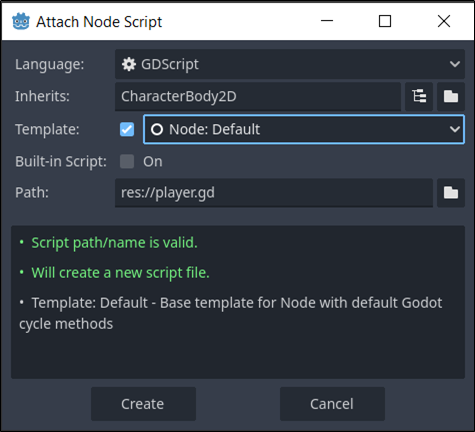 Attach Node Script
Language: GDScript
Inherits: CharacterBody2D
Template: Node: Default
Built-in Script: On
Path: res://player.gd
• Script path/name is valid.
• Will create a new script file.
• Template: Default - Base template for Node with default Godot
cycle methods
Create Cancel